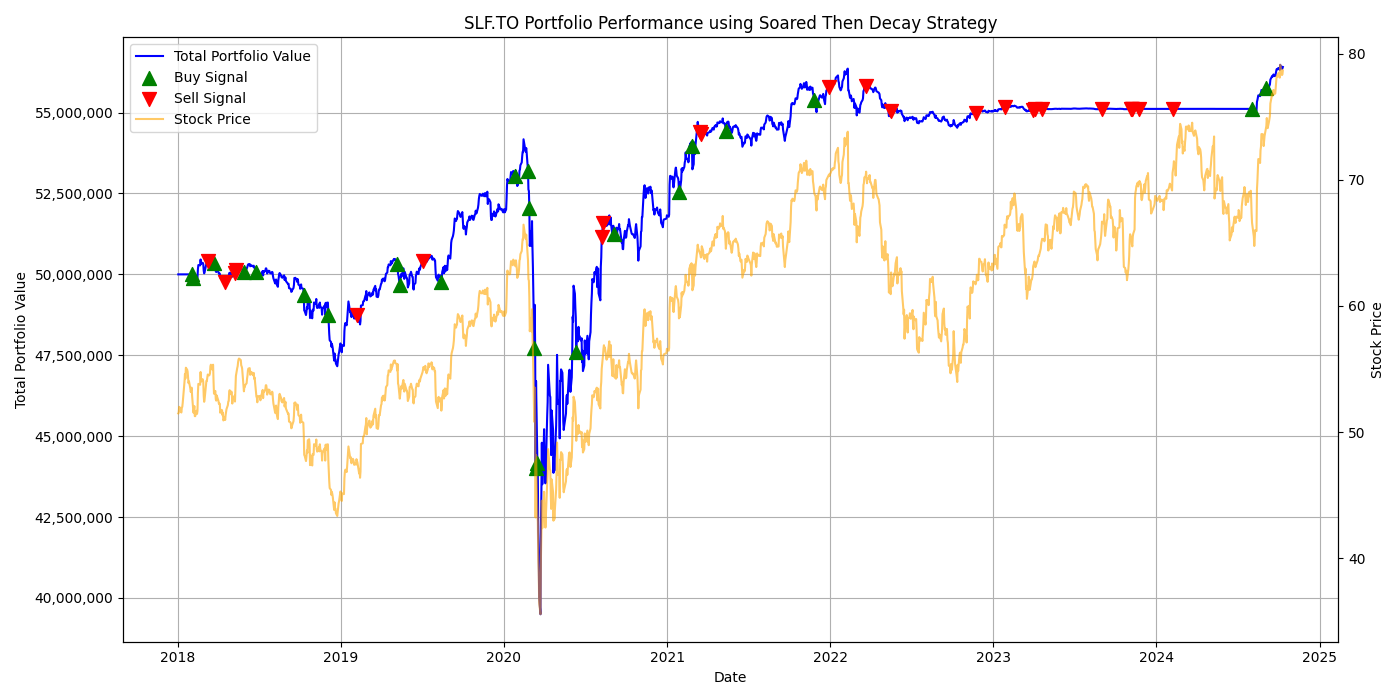 SLF.TO Portfolio Performance using Soared Then Decay Strategy
Total Portfolio Value
Buy Signal
Sell Signal
Stock Price
Total Portfolio Value
55,000,000
52,500,000
50,000,000
47,500,000
45,000,000
42,500,000
40,000,000
80
70
60
50
40
Stock Price
2018 2019 2020 2021 2022 2023 2024 2025
Date